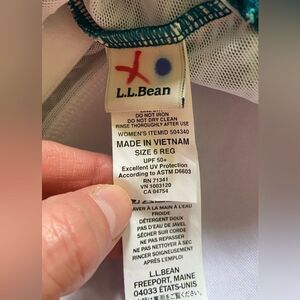 L.L.Bean
DO NOT IRON
DO NOT DRY CLEAN
RINSE THOROUGHLY AFTER USE
WOMEN'S ITEMID 504340
MADE IN VIETNAM
SIZE 6 REG
UPF 50+
Excellent UV Protection
According to ASTM D6603
RN 71341
VN 1003120
CA 04754
LAVER À LA MAIN À L'EAU
FROIDE
DÉTERGENT DOUX
PAS D'EAU DE JAVEL
SÉCHER SUR CORDE
NE PAS REPASSER
NE PAS NETTOYER À SEC
RINCER SOIGNEUSEMENT
APRÈS L'EMPLOI
L.L.BEAN
FREEPORT, MAINE
04033 ÉTATS-UNIS